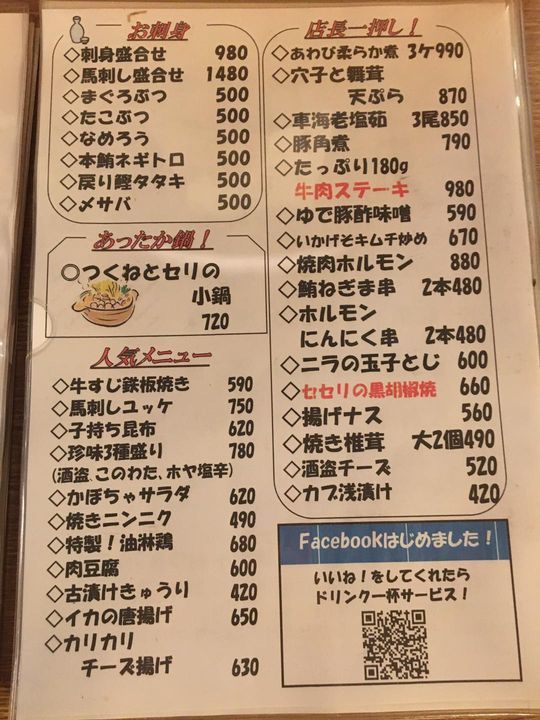 お刺身
◇刺身盛合せ 980
◇馬刺し盛合せ 1480
◇まぐろぶつ 500
◇たこぶつ 500
◇なめろう 500
◇本鮪ネギトロ 500
◇戻り鰹タタキ 500
◇〆サバ 500
あったか鍋!
○つくねとセリの
小鍋
720
人気メニュー
◇牛すじ鉄板焼き 590
◇馬刺しユッケ 750
◇子持ち昆布 620
◇珍味3種盛り 780
(酒盗、このわた、ホヤ塩辛)
◇かぼちゃサラダ 620
◇焼きニンニク 490
◇特製!油淋鶏 680
◇肉豆腐 600
◇古漬けきゅうり 420
◇イカの唐揚げ 650
◇カリカリ
チーズ揚げ 630
店長一押し!
◇あわび柔らか煮 3ケ990
◇穴子と舞茸
天ぷら 870
◇車海老塩茹 3尾850
◇豚角煮 790
◇たっぷり180g
牛肉ステーキ 980
◇ゆで豚酢味噌 590
◇いかげそキムチ炒め 670
◇焼肉ホルモン 880
◇鮪ねぎま串 2本480
◇ホルモン
にんにく串 2本480
◇ニラの玉子とじ 600
◇セセリの黒胡椒焼 660
◇揚げナス 560
◇焼き椎茸 大2個490
◇酒盗チーズ 520
◇カブ浅漬け 420
Facebookはじめました!
いいね!をしてくれたら
ドリンク一杯サービス!